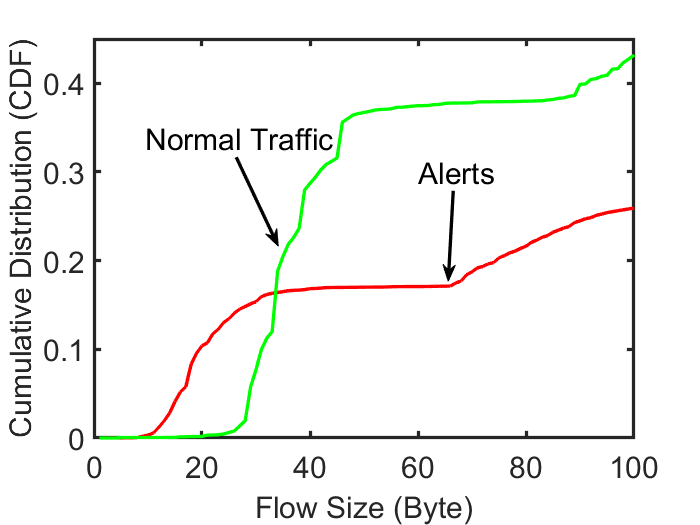 Cumulative Distribution (CDF)
0.4
0.3
0.2
0.1
0
Normal Traffic
Alerts
0 20 40 60 80 100
Flow Size (Byte)